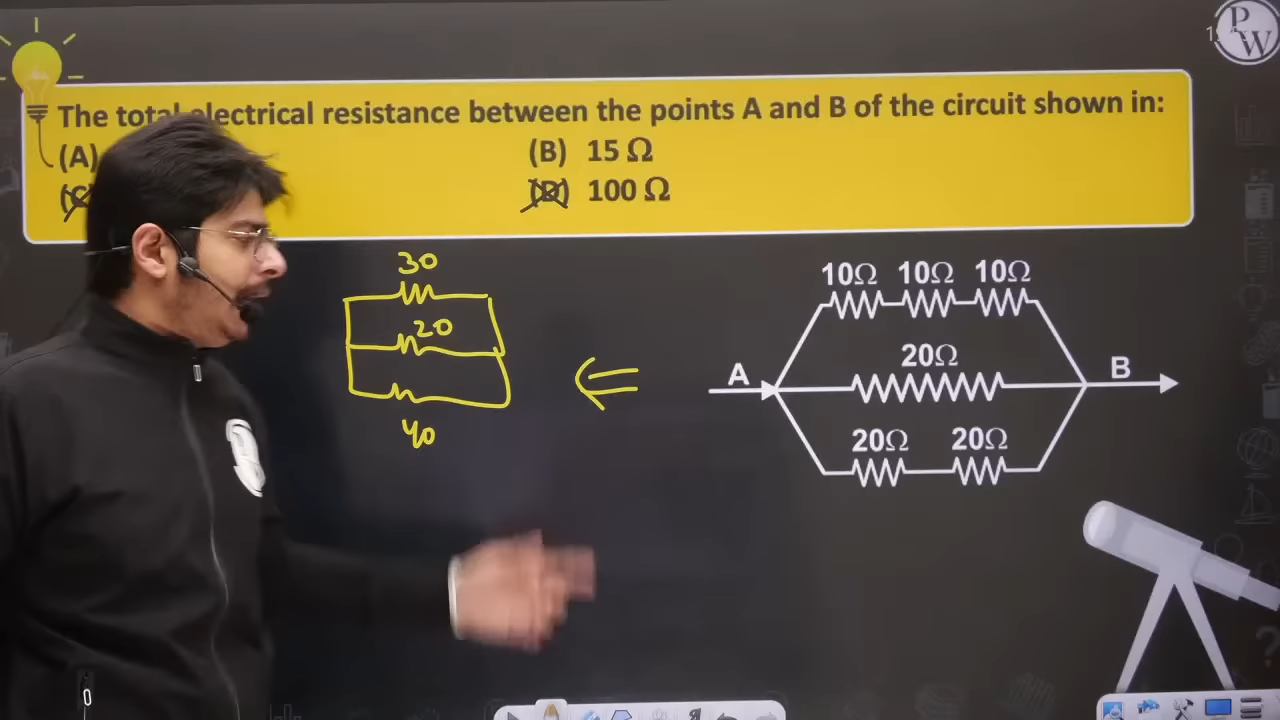 The total electrical resistance between the points A and B of the circuit shown in:
(A)
(B) 15 Ω
(C)
(D) 100 Ω
PW
30
20
40
10Ω 10Ω 10Ω
20Ω
A
B
20Ω 20Ω